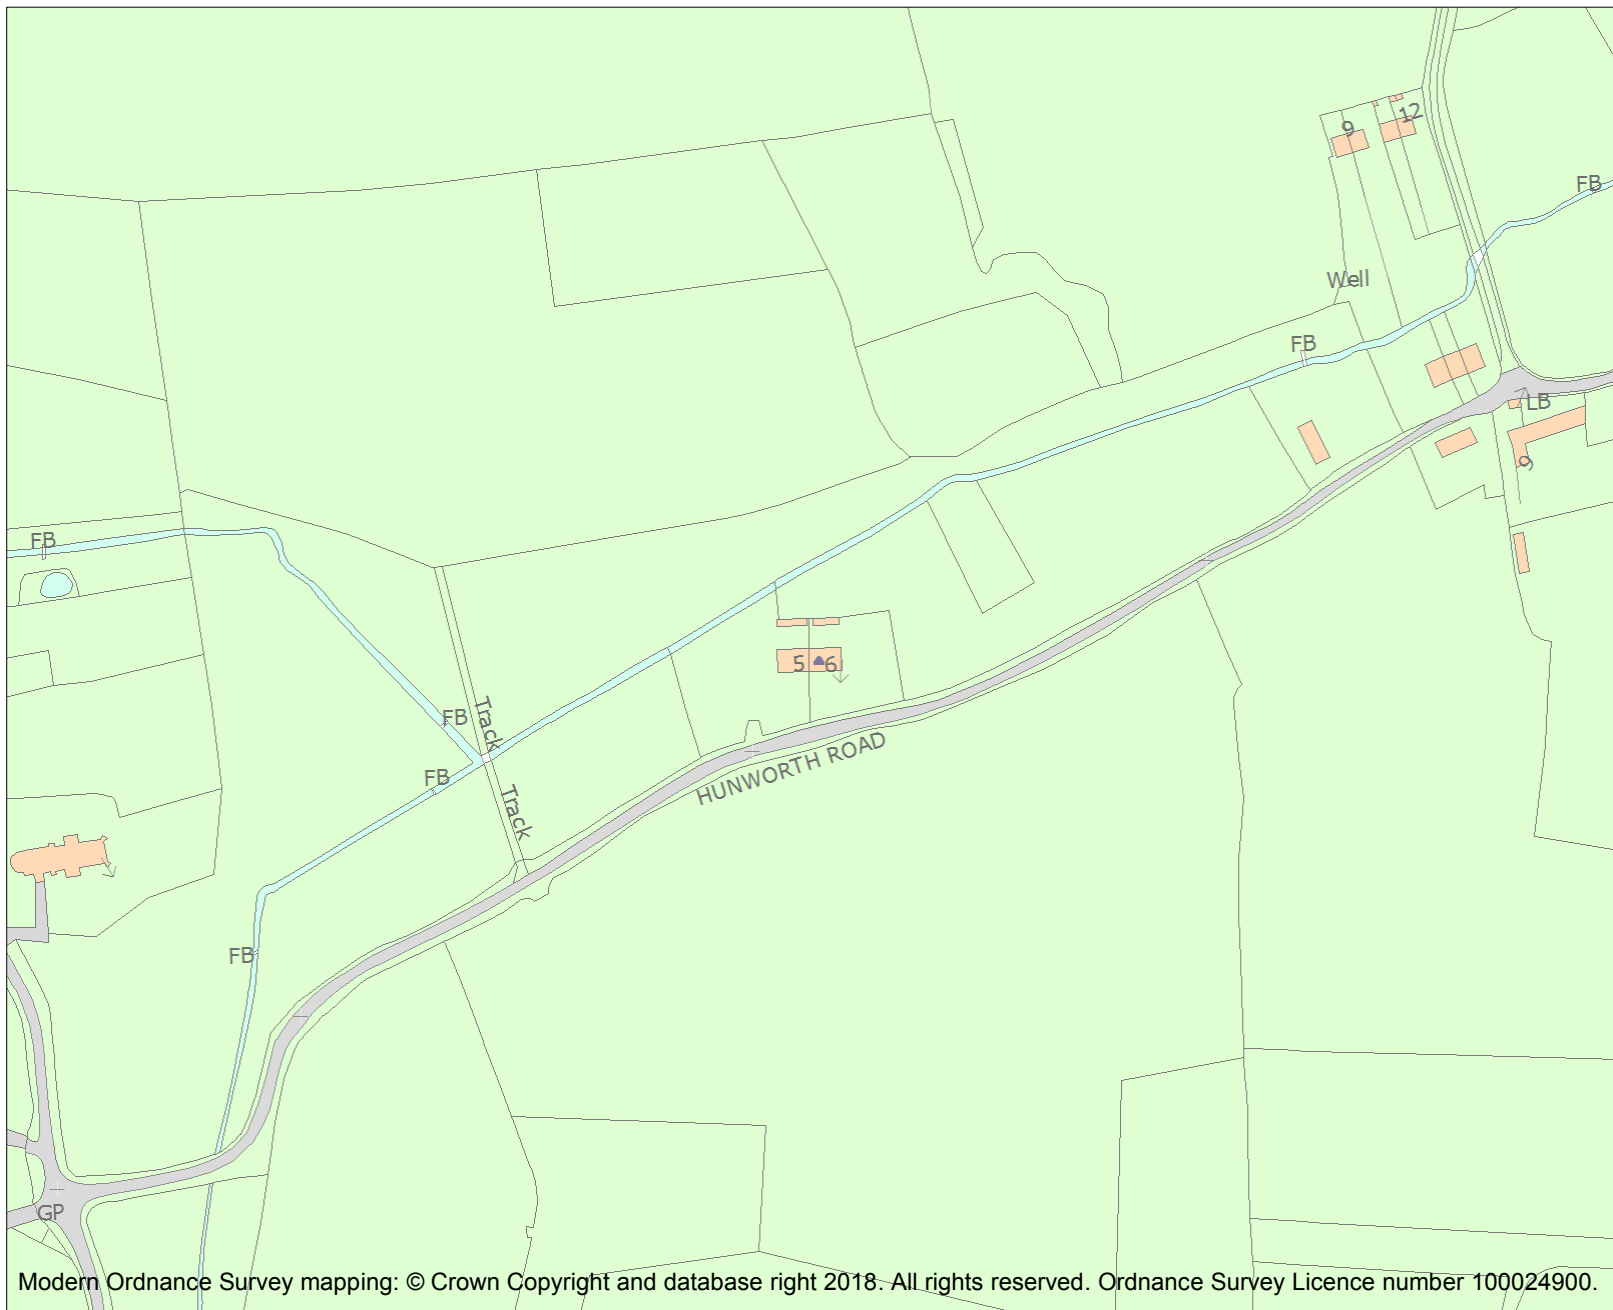 12
9
FB
Well
FB
LB
9
FB
5
6
Track
FB
HUNWORTH ROAD
FB
Track
FB
GP
Modern Ordnance Survey mapping: © Crown Copyright and database right 2018. All rights reserved. Ordnance Survey Licence number 100024900.